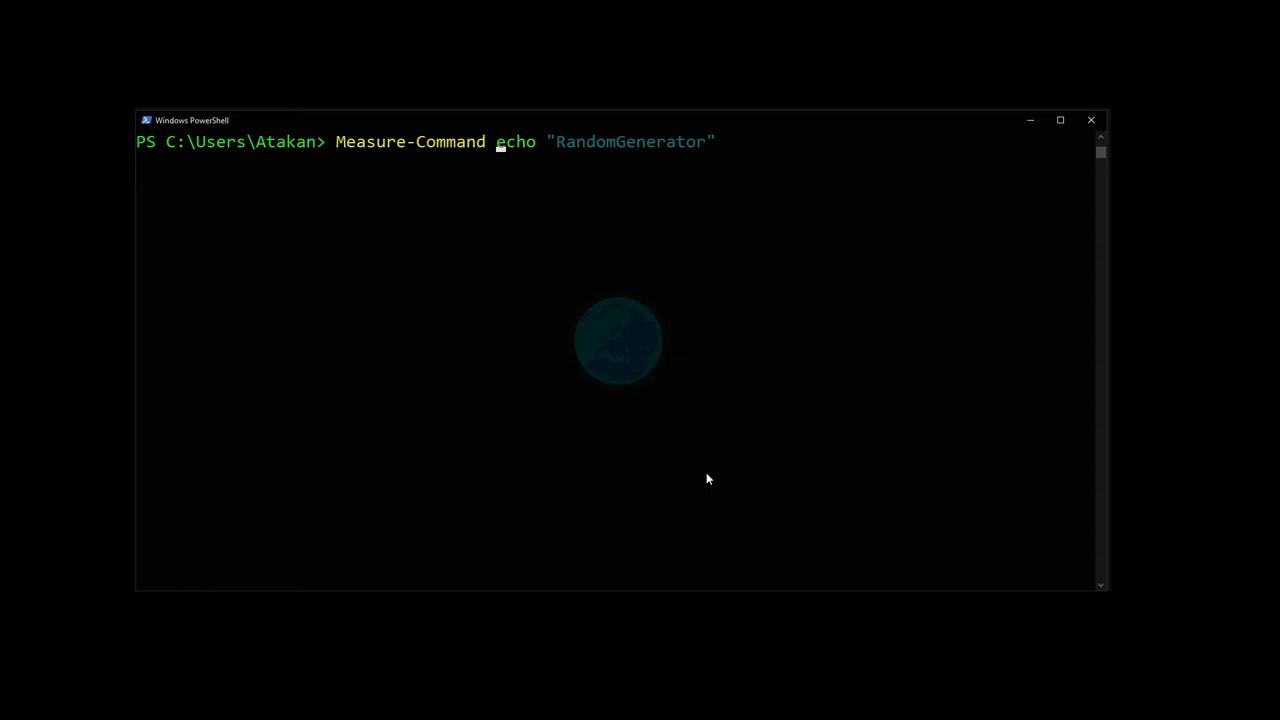 Windows PowerShell
PS C:\Users\Atakan> Measure-Command echo "RandomGenerator"